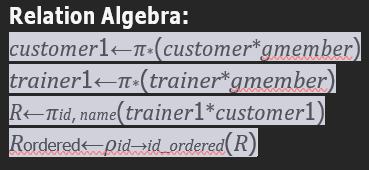 Relation Algebra:
customer1←π*(customer*gmember)
trainer1←π*(trainer*gmember)
R←πid, name(trainer1*customer1)
Rordered←ρid→id_ordered(R)